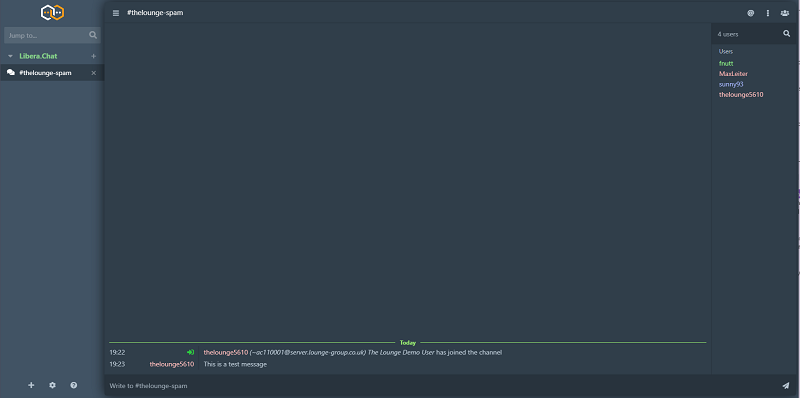 Jump to...
Libera.Chat
#thelounge-spam
#thelounge-spam
4 users
Users
fnutt
MaxLeiter
sunny93
thelounge5610
Today
19:22 thelounge5610 (~ac110001@server.lounge-group.co.uk) The Lounge Demo User has joined the channel
19:23 thelounge5610 This is a test message
Write to #thelounge-spam